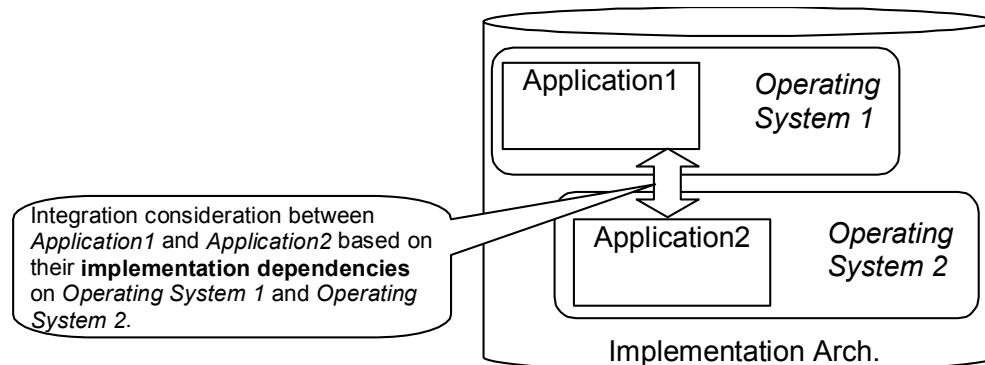 Application1
Operating
System 1
Integration consideration between
Application1 and Application2 based on
their implementation dependencies
on Operating System 1 and Operating
System 2.
Application2
Operating
System 2
Implementation Arch.